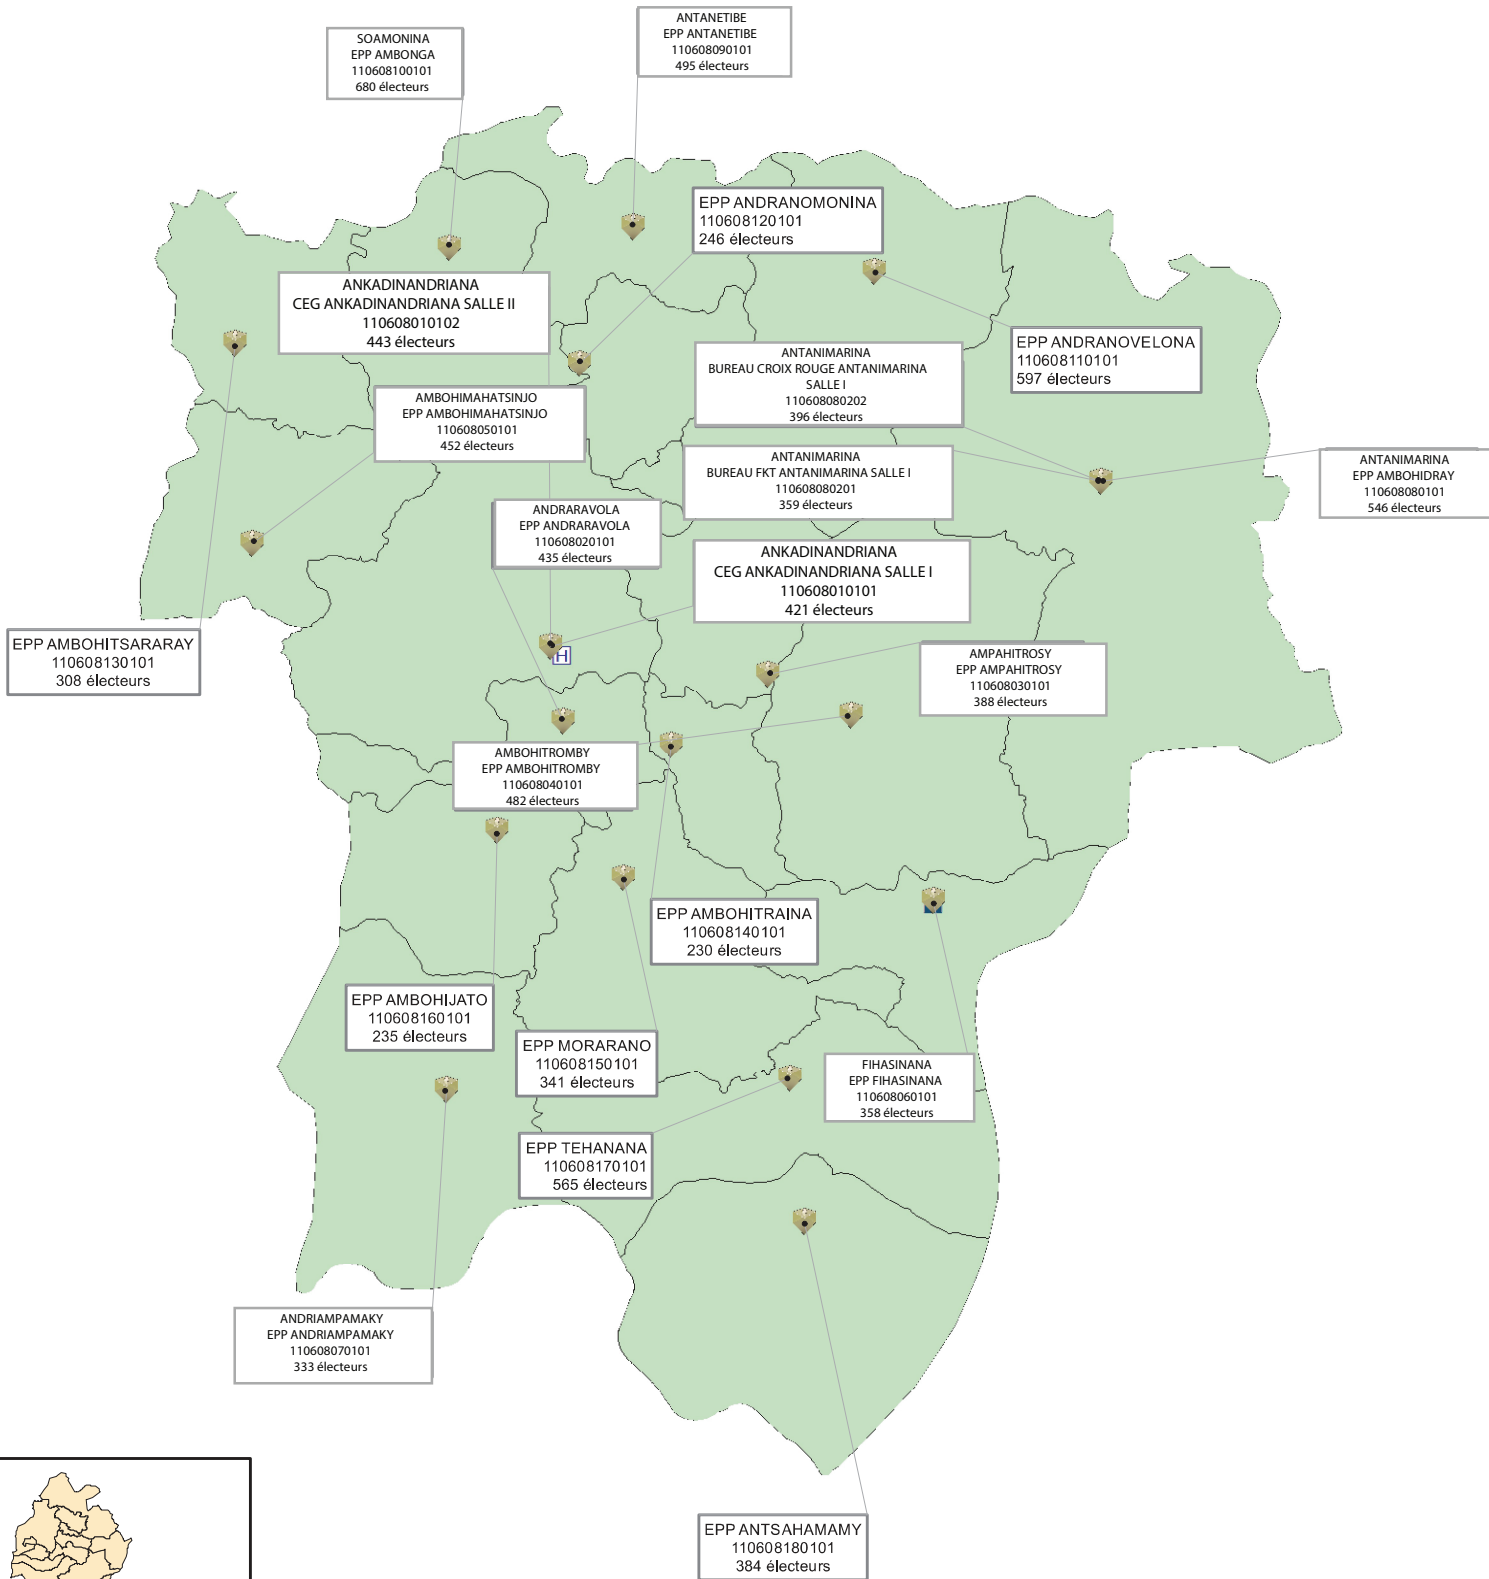 ANTANETIBE
EPP ANTANETIBE
110608090101
495 électeurs
SOAMONINA
EPP AMBONGA
110608100101
680 électeurs
EPP ANDRANOMONINA
110608120101
246 électeurs
ANKADINANDRIANA
CEG ANKADINANDRIANA SALLE II
110608010102
443 électeurs
EPP ANDRANOVELONA
110608110101
597 électeurs
ANTANIMARINA
BUREAU CROIX ROUGE ANTANIMARINA
SALLE I
110608080202
396 électeurs
AMBOHIMAHATSINJO
EPP AMBOHIMAHATSINJO
110608050101
452 électeurs
ANTANIMARINA
BUREAU FKT ANTANIMARINA SALLE I
110608080201
359 électeurs
ANTANIMARINA
EPP AMBOHIDRAY
110608080101
546 électeurs
ANDRARAVOLA
EPP ANDRARAVOLA
110608020101
435 électeurs
ANKADINANDRIANA
CEG ANKADINANDRIANA SALLE I
110608010101
421 électeurs
EPP AMBOHITSARARAY
110608130101
308 électeurs
H
AMPAHITROSY
EPP AMPAHITROSY
110608030101
388 électeurs
AMBOHITROMBY
EPP AMBOHITROMBY
110608040101
482 électeurs
EPP AMBOHITRAINA
110608140101
230 électeurs
EPP AMBOHIJATO
110608160101
235 électeurs
EPP MORARANO
110608150101
341 électeurs
FIHASINANA
EPP FIHASINANA
110608060101
358 électeurs
EPP TEHANANA
110608170101
565 électeurs
ANDRIAMPAMAKY
EPP ANDRIAMPAMAKY
110608070101
333 électeurs
EPP ANTSAHAMAMY
110608180101
384 électeurs